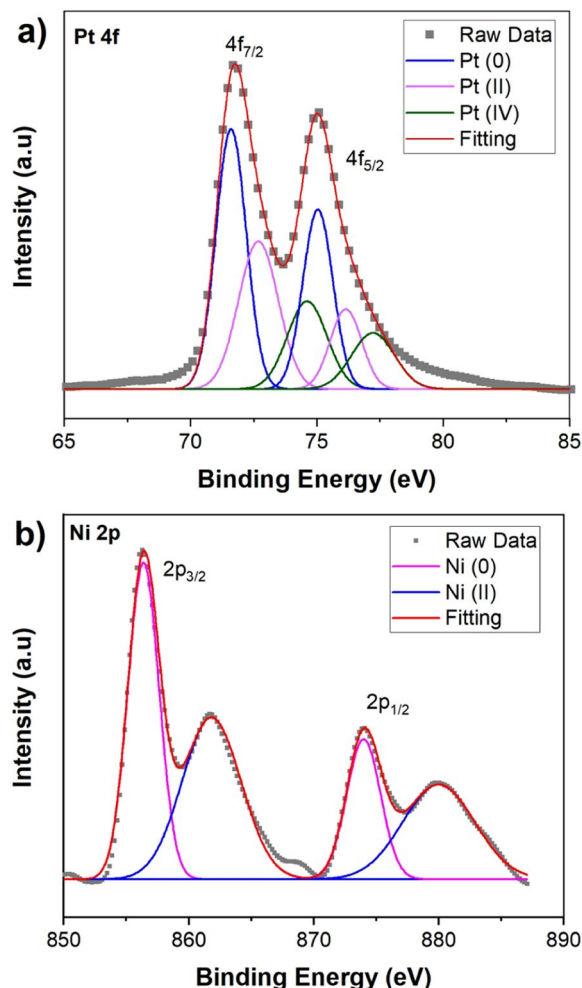 a)
Pt 4f
4f7/2
4f5/2
Raw Data
Pt (0)
Pt (II)
Pt (IV)
Fitting
Intensity (a.u)
65 70 75 80 85
Binding Energy (eV)
b)
Ni 2p
2p3/2
2p1/2
Raw Data
Ni (0)
Ni (II)
Fitting
Intensity (a.u)
850 860 870 880 890
Binding Energy (eV)